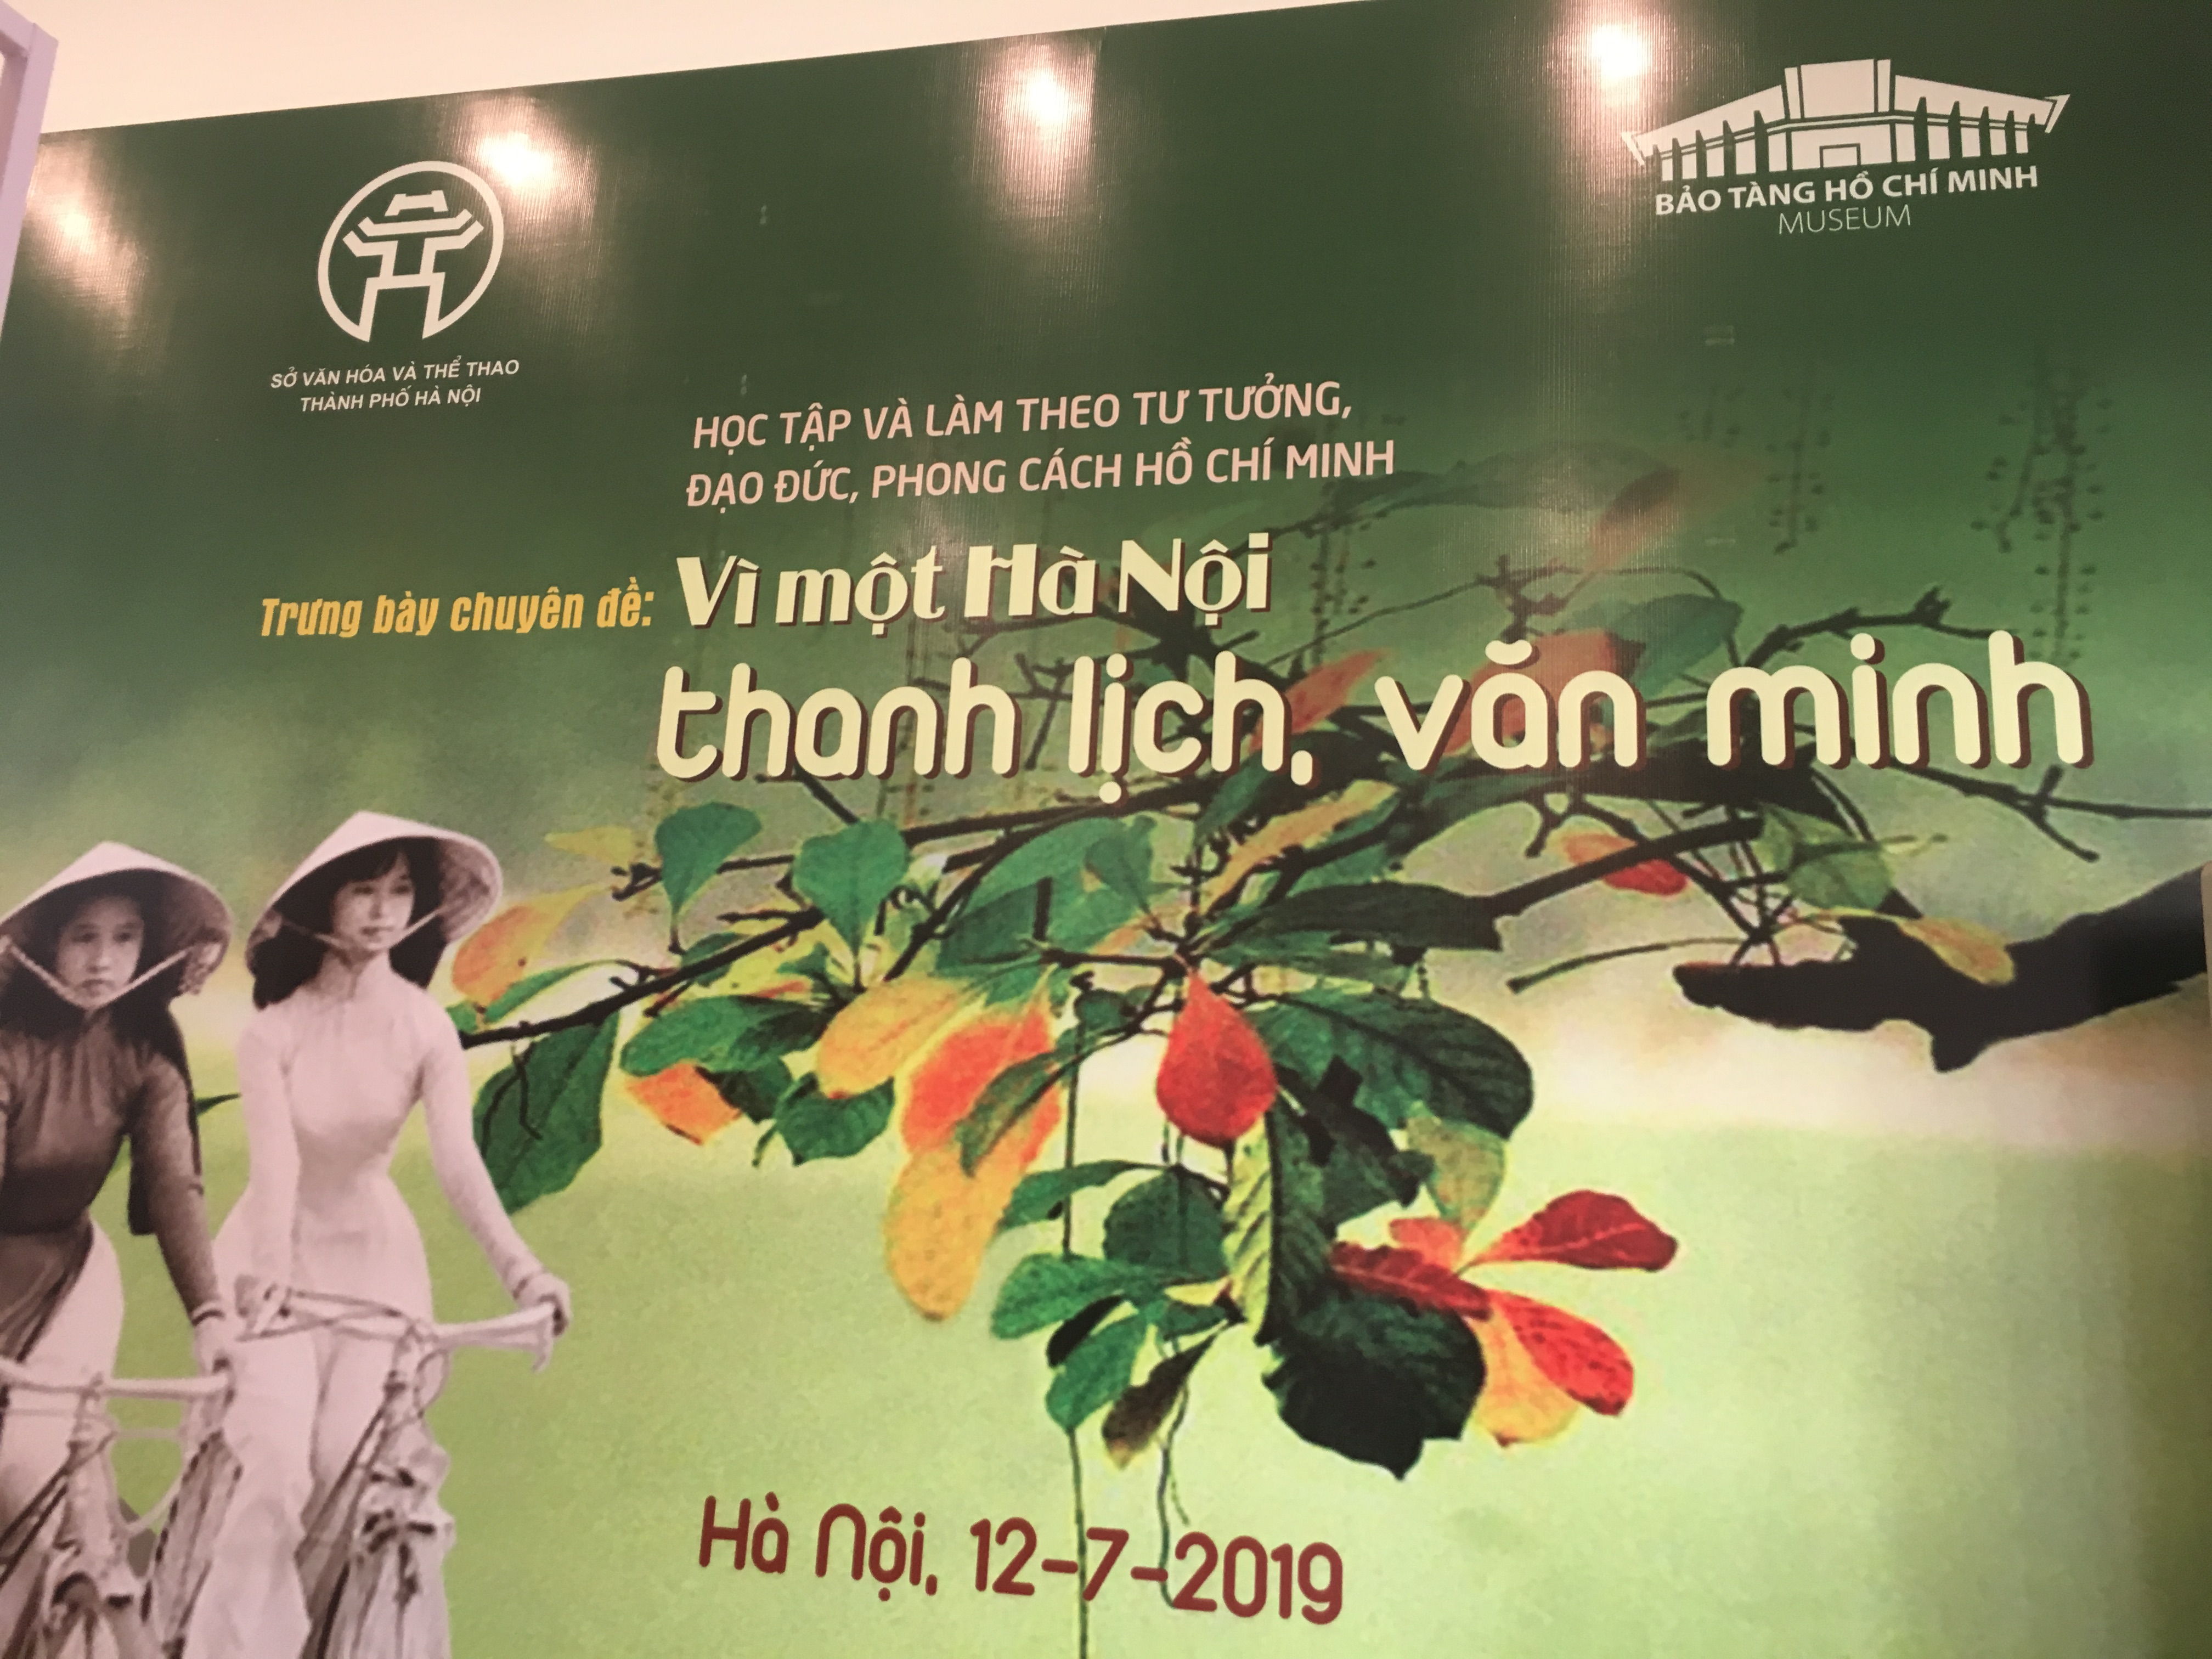 SỞ VĂN HÓA VÀ THỂ THAO
THÀNH PHỐ HÀ NỘI
BẢO TÀNG HỒ CHÍ MINH
MUSEUM
HỌC TẬP VÀ LÀM THEO TƯ TƯỞNG,
ĐẠO ĐỨC, PHONG CÁCH HỒ CHÍ MINH
Trưng bày chuyên đề: Vì một Hà Nội
thanh lịch, văn minh
Hà Nội, 12-7-2019